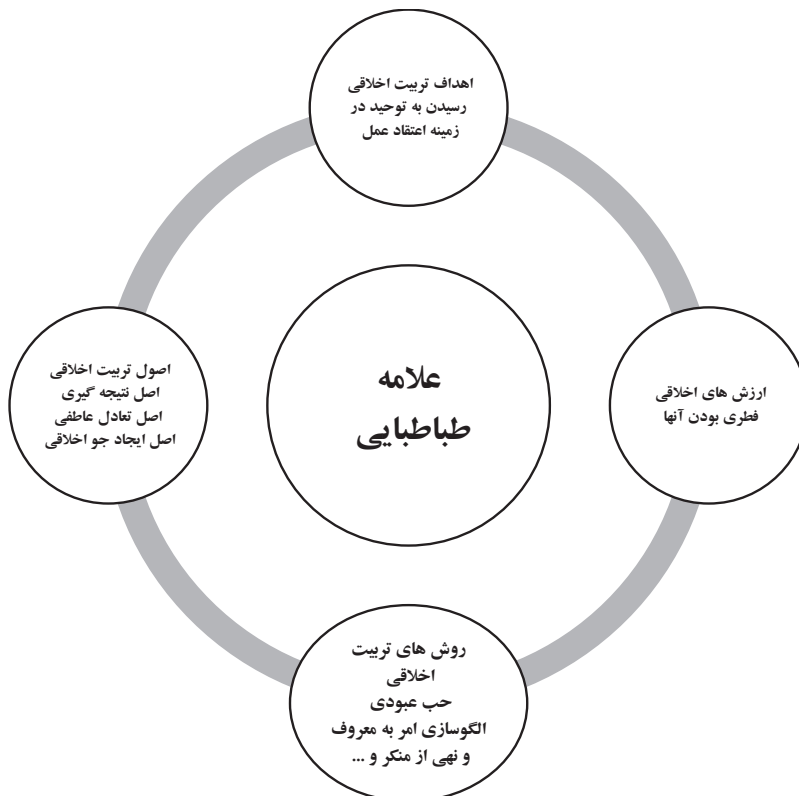 اهداف تربیت اخلاقی
رسیدن به توحید در
زمینه اعتقاد عمل
ارزش های اخلاقی
فطری بودن آنها
علامه
طباطبایی
اصول تربیت اخلاقی
اصل نتیجه گیری
اصل تعادل عاطفی
اصل ایجاد جو اخلاقی
روش های تربیت
اخلاقی
حب عبودی
الگوسازی امر به معروف
و نهی از منکر و ...